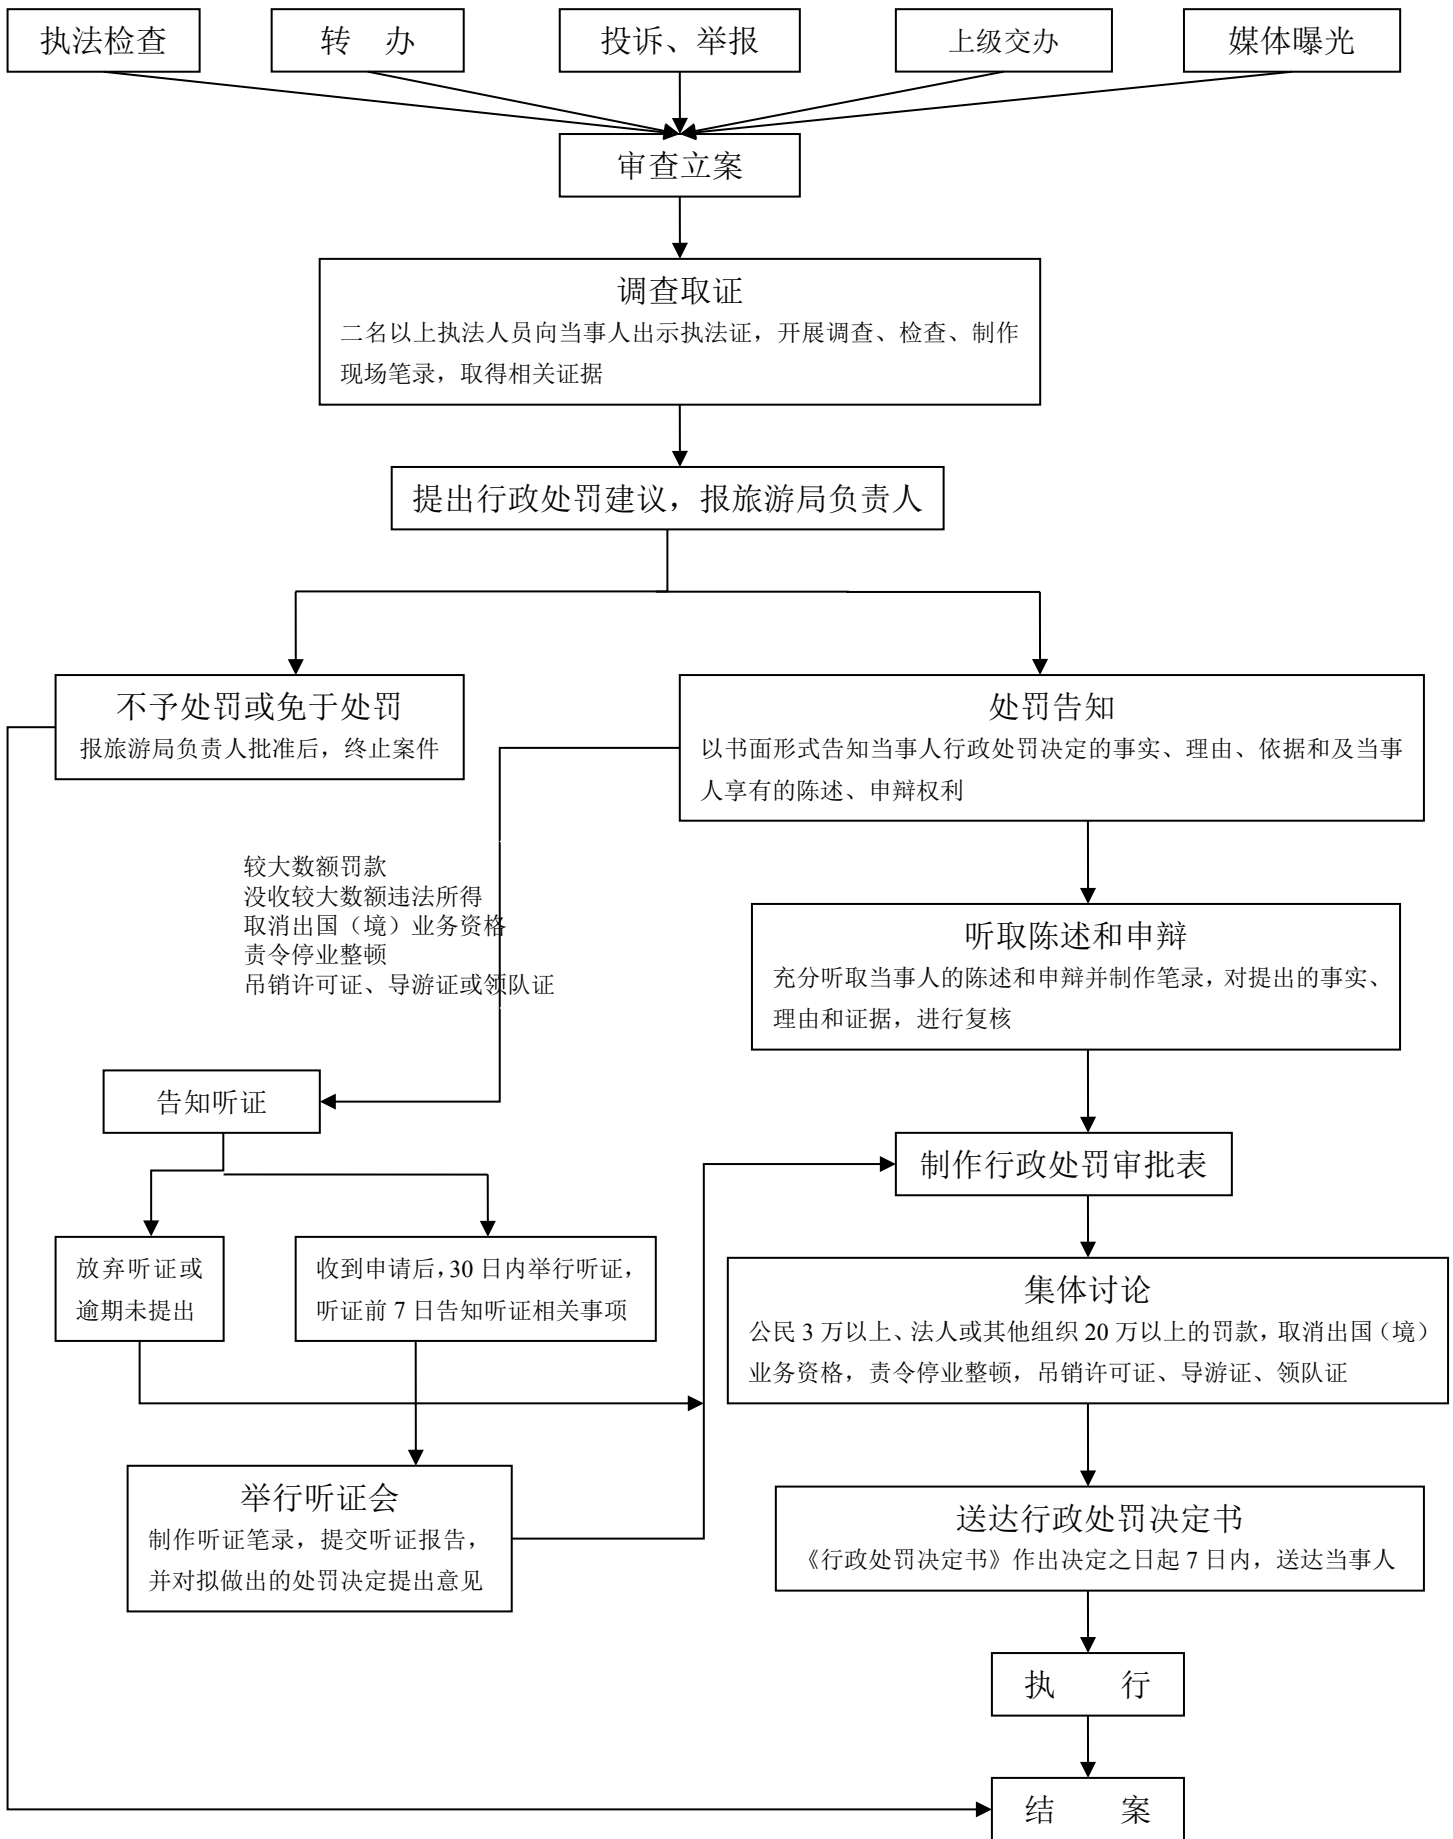 执法检查
转 办
投诉、举报
上级交办
媒体曝光
审查立案
调查取证
二名以上执法人员向当事人出示执法证，开展调查、检查、制作
现场笔录，取得相关证据
提出行政处罚建议，报旅游局负责人
不予处罚或免于处罚
报旅游局负责人批准后，终止案件
处罚告知
以书面形式告知当事人行政处罚决定的事实、理由、依据和及当事
人享有的陈述、申辩权利
较大数额罚款
没收较大数额违法所得
取消出国（境）业务资格
责令停业整顿
吊销许可证、导游证或领队证
听取陈述和申辩
充分听取当事人的陈述和申辩并制作笔录，对提出的事实、
理由和证据，进行复核
告知听证
制作行政处罚审批表
放弃听证或
逾期未提出
收到申请后，30 日内举行听证，
听证前 7 日告知听证相关事项
集体讨论
公民 3 万以上、法人或其他组织 20 万以上的罚款，取消出国（境）
业务资格，责令停业整顿，吊销许可证、导游证、领队证
举行听证会
制作听证笔录，提交听证报告，
并对拟做出的处罚决定提出意见
送达行政处罚决定书
《行政处罚决定书》作出决定之日起 7 日内，送达当事人
执 行
结 案